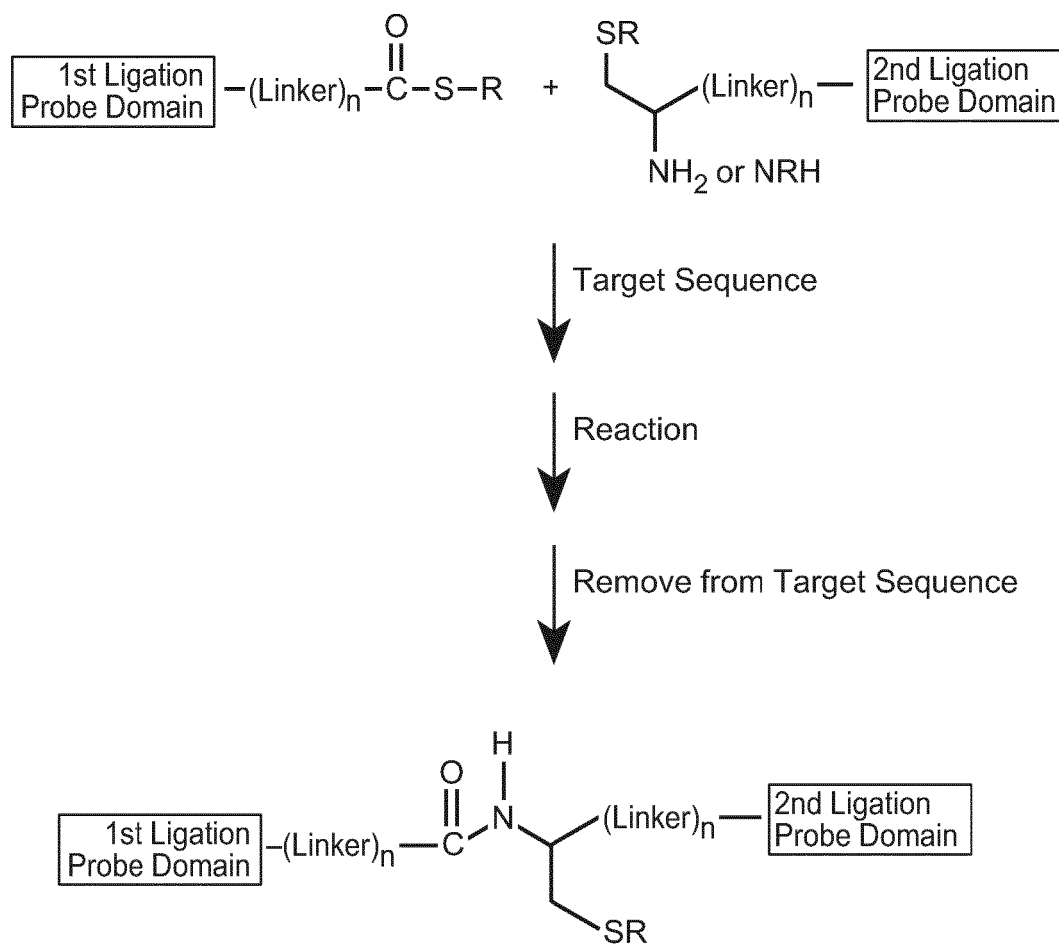 O
1st Ligation
Probe Domain
(Linker)n
C
S
R
+
SR
(Linker)n
NH2 or NRH
2nd Ligation
Probe Domain
Target Sequence
Reaction
Remove from Target Sequence
1st Ligation
Probe Domain
(Linker)n
O
C
H
N
SR
(Linker)n
2nd Ligation
Probe Domain